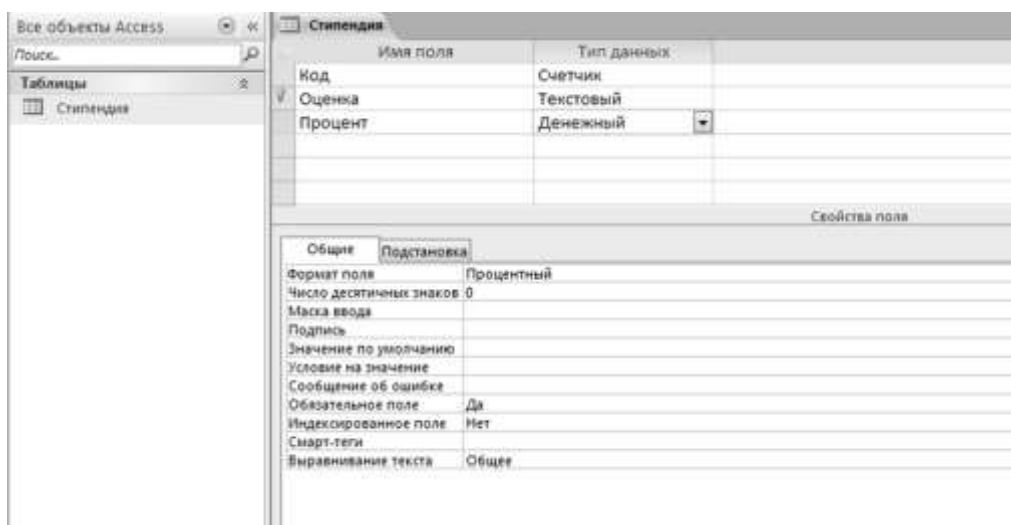 Все объекты Access
Стипендия
Поиск...
Имя поля Тип данных
Таблицы
Код Счетчик
Стипендия
Оценка Текстовый
Процент Денежный
Свойства поля
Общие Подстановка
Формат поля Процентный
Число десятичных знаков 0
Маска ввода
Подпись
Значение по умолчанию
Условие на значение
Сообщение об ошибке
Обязательное поле Да
Индексированное поле Нет
Смарт-теги
Выравнивание текста Общее